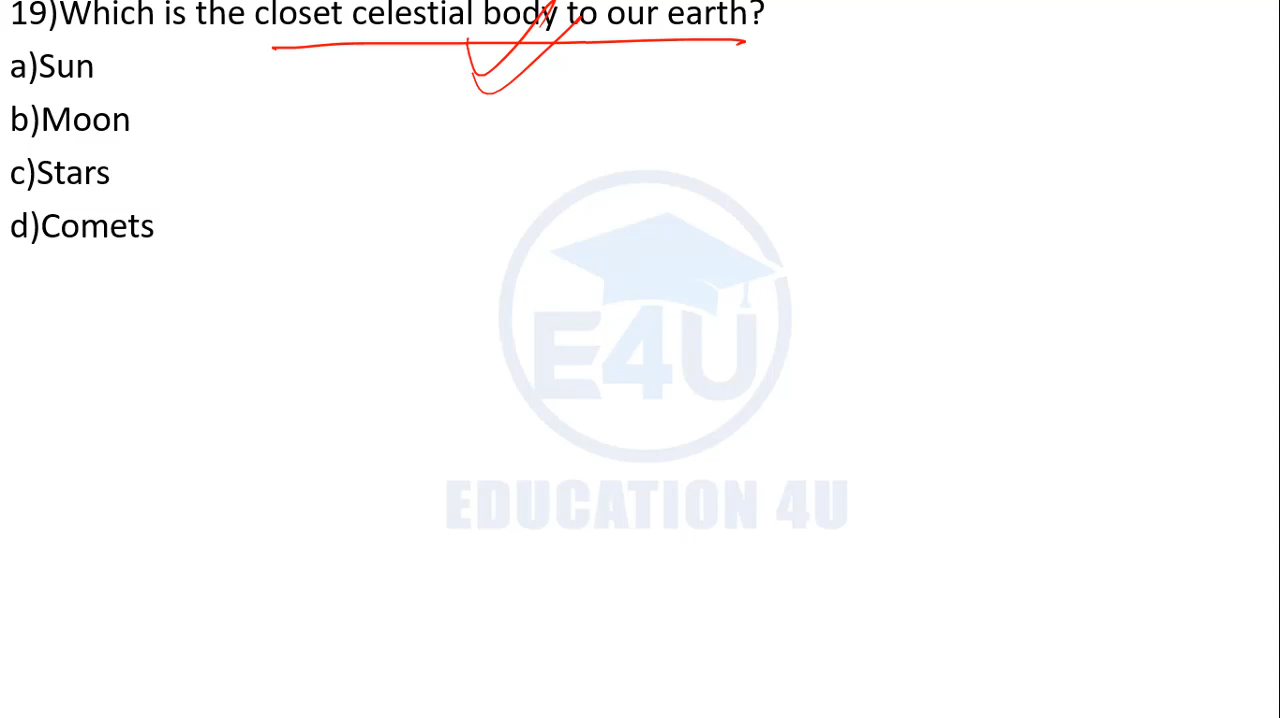 19)Which is the closet celestial body to our earth?
a)Sun
b)Moon
c)Stars
d)Comets
E4U
EDUCATION 4U